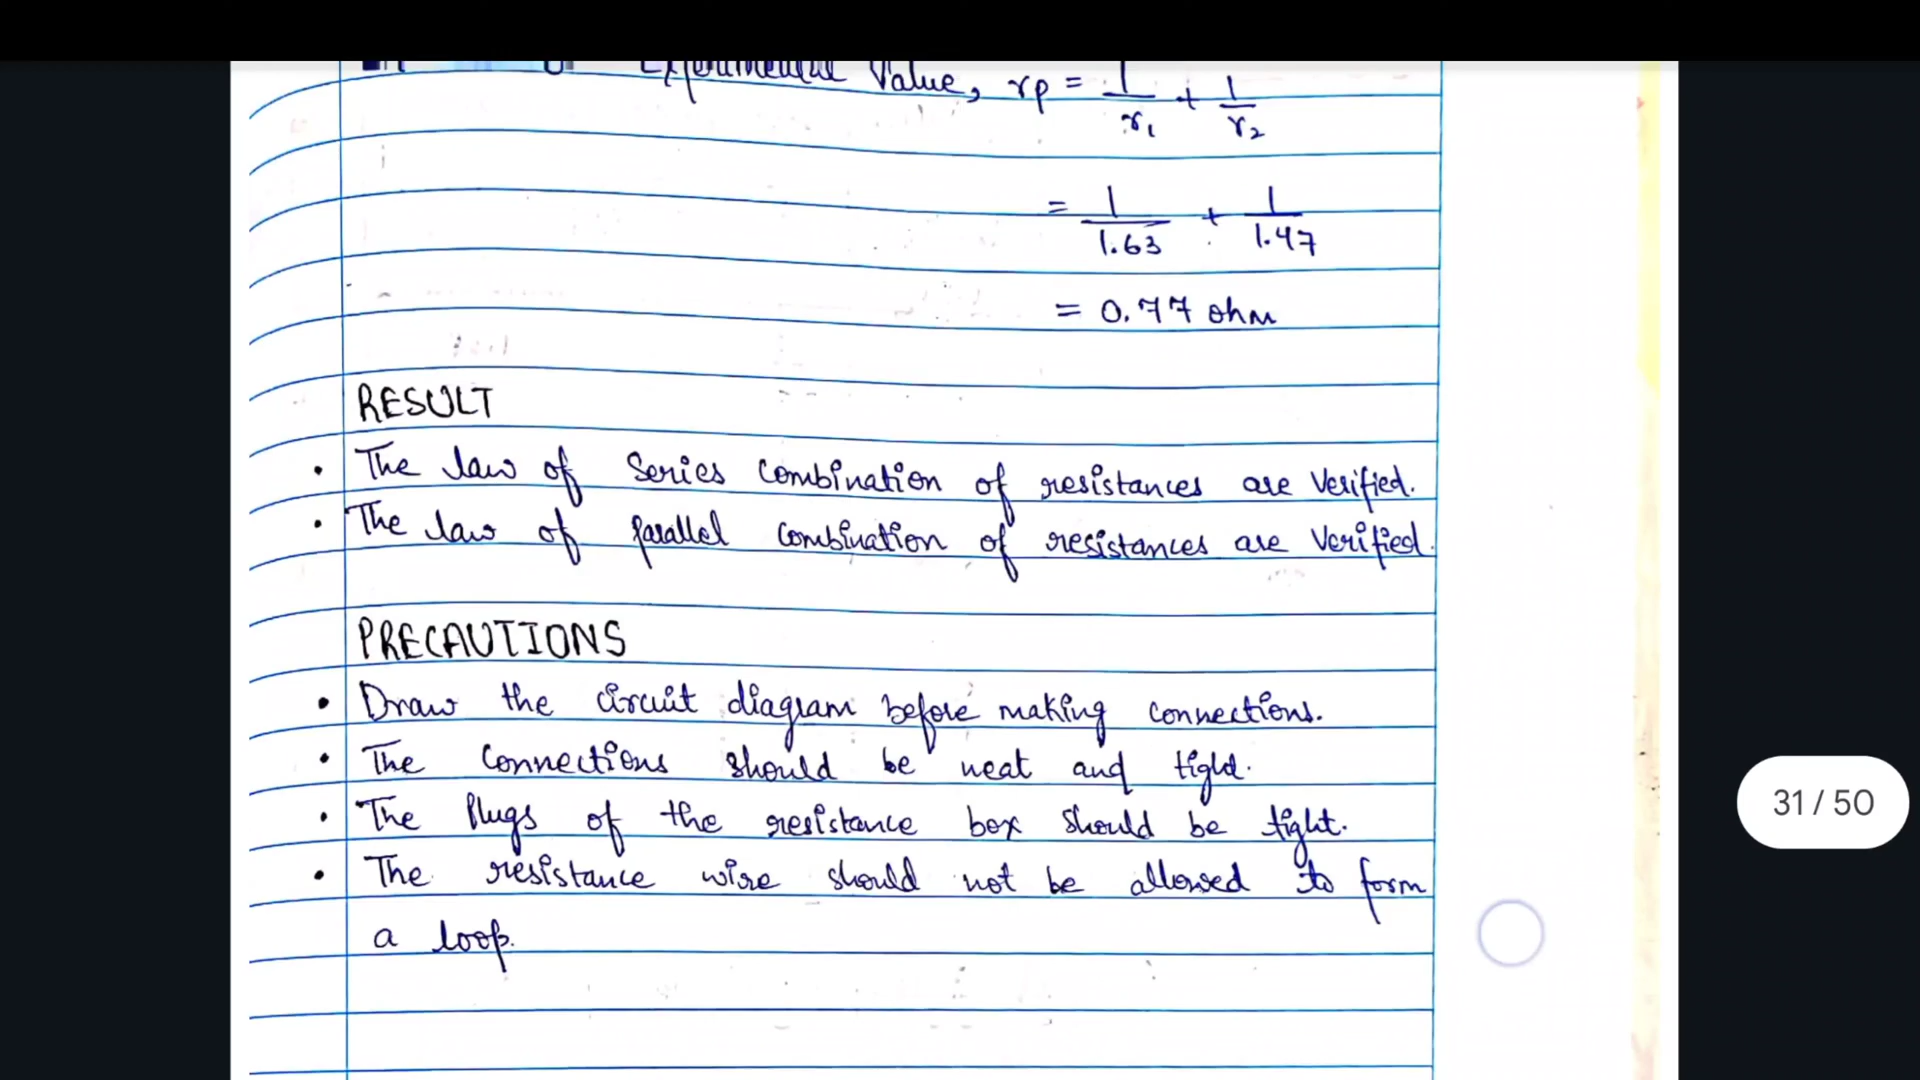 Experimental Value, rp = 1/r1 + 1/r2
= 1/1.63 + 1/1.47
= 0.77 ohm
RESULT
• The law of Series Combination of resistances are Verified.
• The law of parallel Combination of resistances are Verified.
PRECAUTIONS
• Draw the circuit diagram before making connections.
• The Connections should be neat and tight.
• The Plugs of the resistance box should be tight.
31 / 50
• The resistance wire should not be allowed to form
a loop.